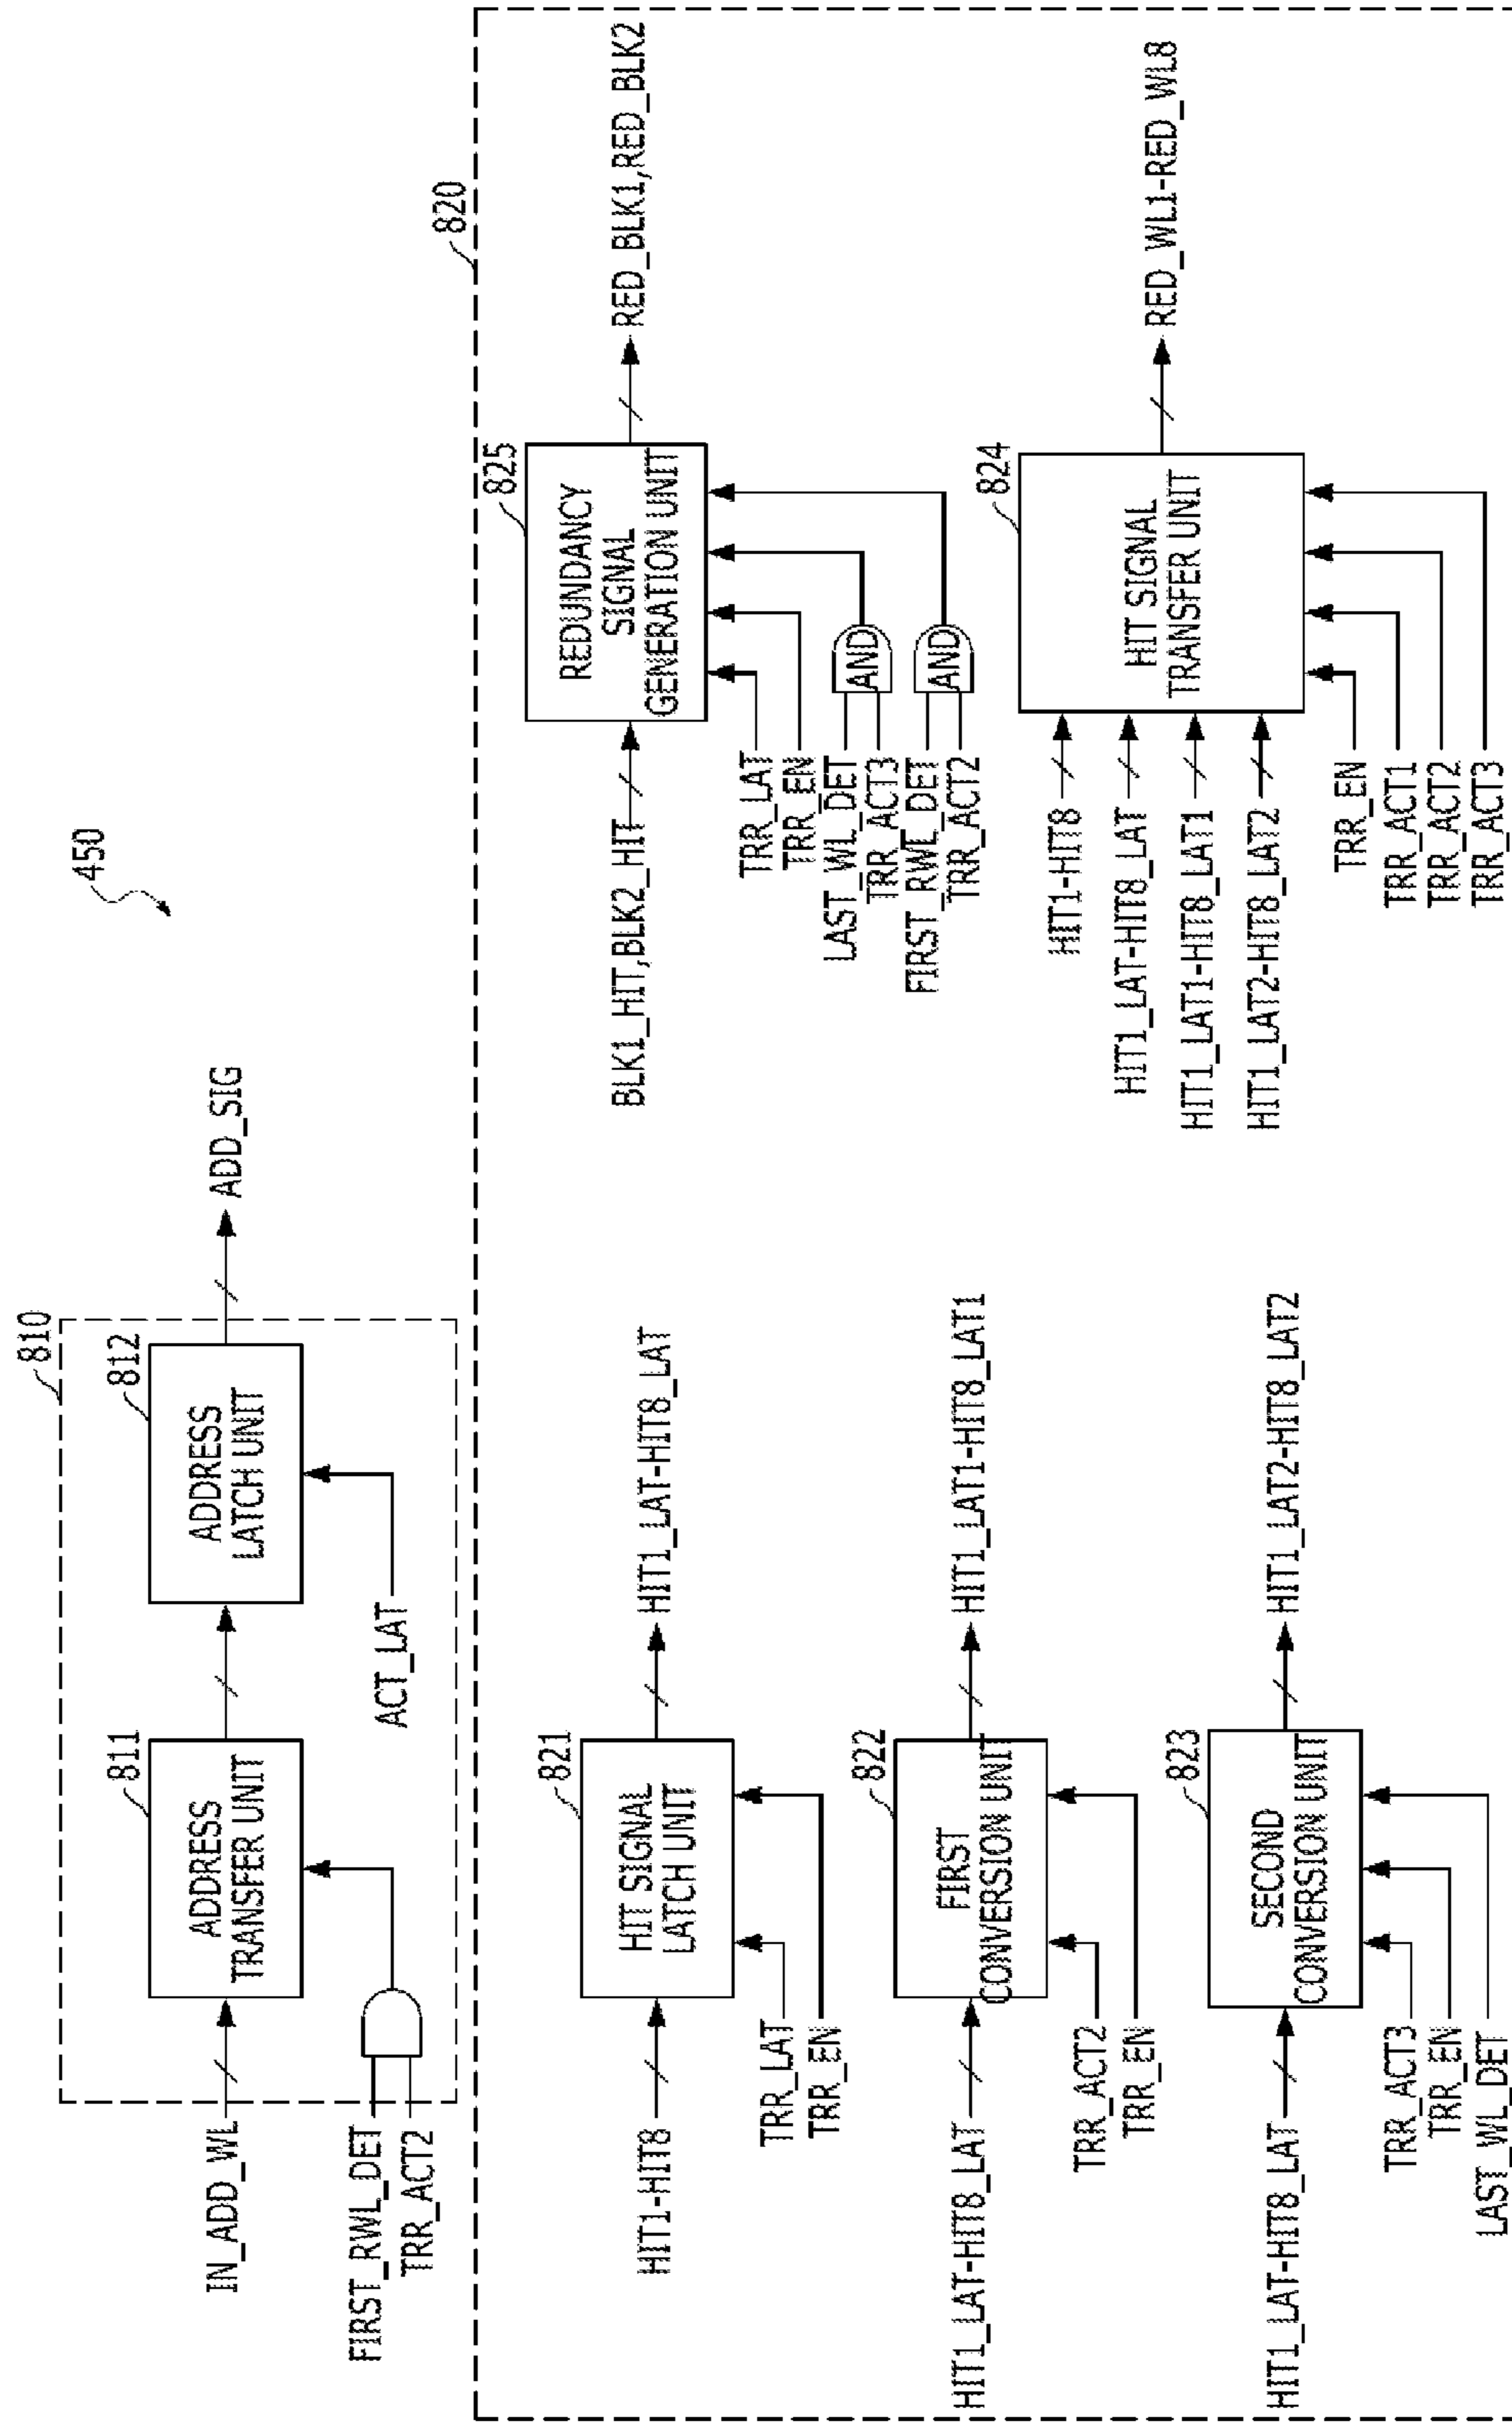 450
810
811
ADDRESS
TRANSFER UNIT
812
ADDRESS
LATCH UNIT
IN_ADD_WL
FIRST_RWL_DET
TRR_ACT2
ACT_LAT
ADD_SIG
820
821
HIT SIGNAL
LATCH UNIT
HIT1-HIT8
TRR_LAT
TRR_EN
HIT1_LAT-HIT8_LAT
822
FIRST
CONVERSION UNIT
HIT1_LAT-HIT8_LAT
TRR_ACT2
TRR_EN
HIT1_LAT1-HIT8_LAT1
823
SECOND
CONVERSION UNIT
HIT1_LAT-HIT8_LAT
TRR_ACT3
TRR_EN
LAST_WL_DET
HIT1_LAT2-HIT8_LAT2
825
REDUNDANCY
SIGNAL
GENERATION UNIT
BLK1_HIT,BLK2_HIT
TRR_LAT
TRR_EN
LAST_WL_DET
TRR_ACT3
AND
FIRST_RWL_DET
TRR_ACT2
AND
RED_BLK1,RED_BLK2
824
HIT SIGNAL
TRANSFER UNIT
HIT1-HIT8
HIT1_LAT-HIT8_LAT
HIT1_LAT1-HIT8_LAT1
HIT1_LAT2-HIT8_LAT2
TRR_EN
TRR_ACT1
TRR_ACT2
TRR_ACT3
RED_WL1-RED_WL8